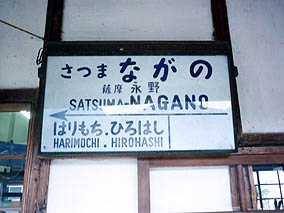 さつま ながの
薩摩 永野
SATSUMA-NAGANO
はりもち.ひろはし
HARIMOCHI . HIROHASHI